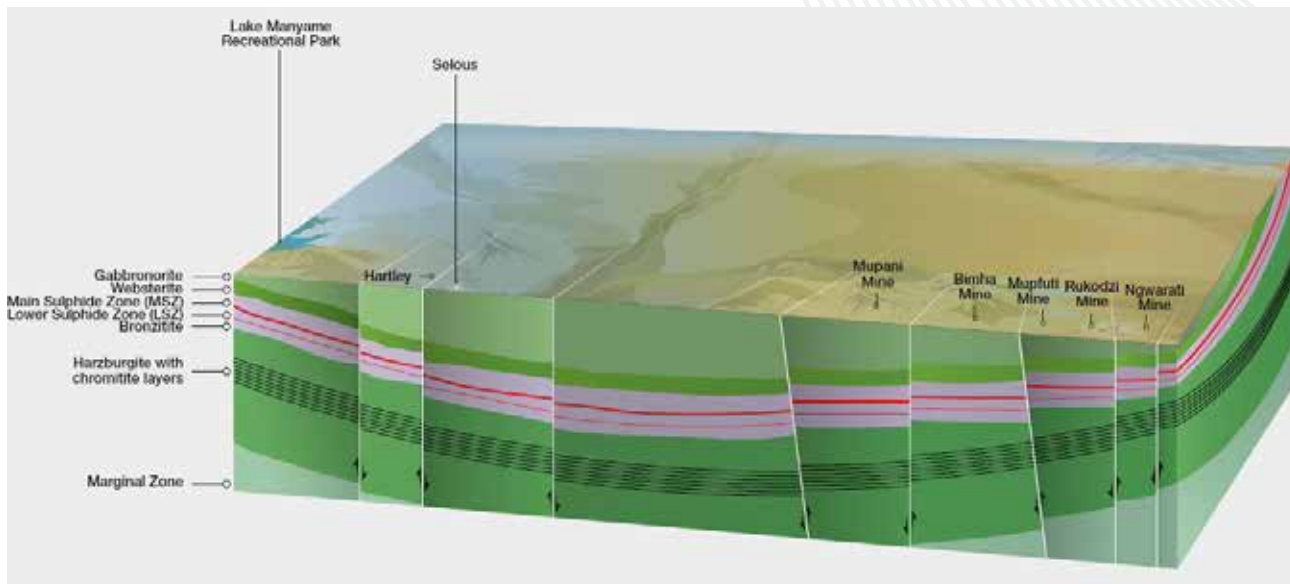 Lake Manyame
Recreational Park
Selous
Hartley
Mupani
Mine
Bimha
Mine
Mupfuti
Mine
Rukodzi
Mine
Ngwarati
Mine
Gabbronorite
Websterite
Main Sulphide Zone (MSZ)
Lower Sulphide Zone (LSZ)
Bronzitite
Harzburgite with
chromitite layers
Marginal Zone